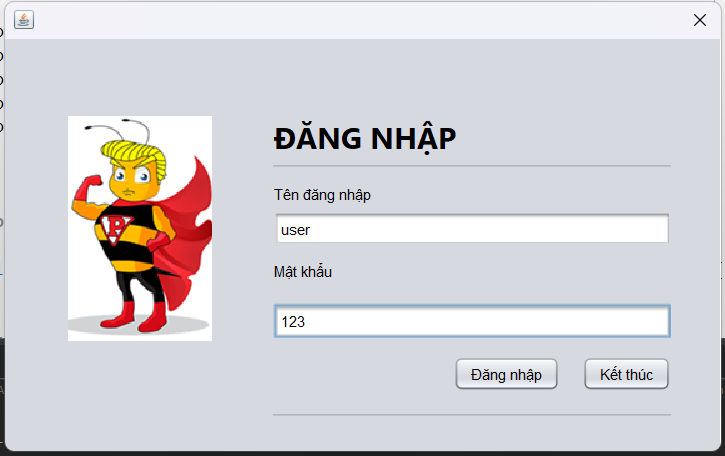 ĐĂNG NHẬP
Tên đăng nhập
user
Mật khẩu
123
Đăng nhập Kết thúc
P